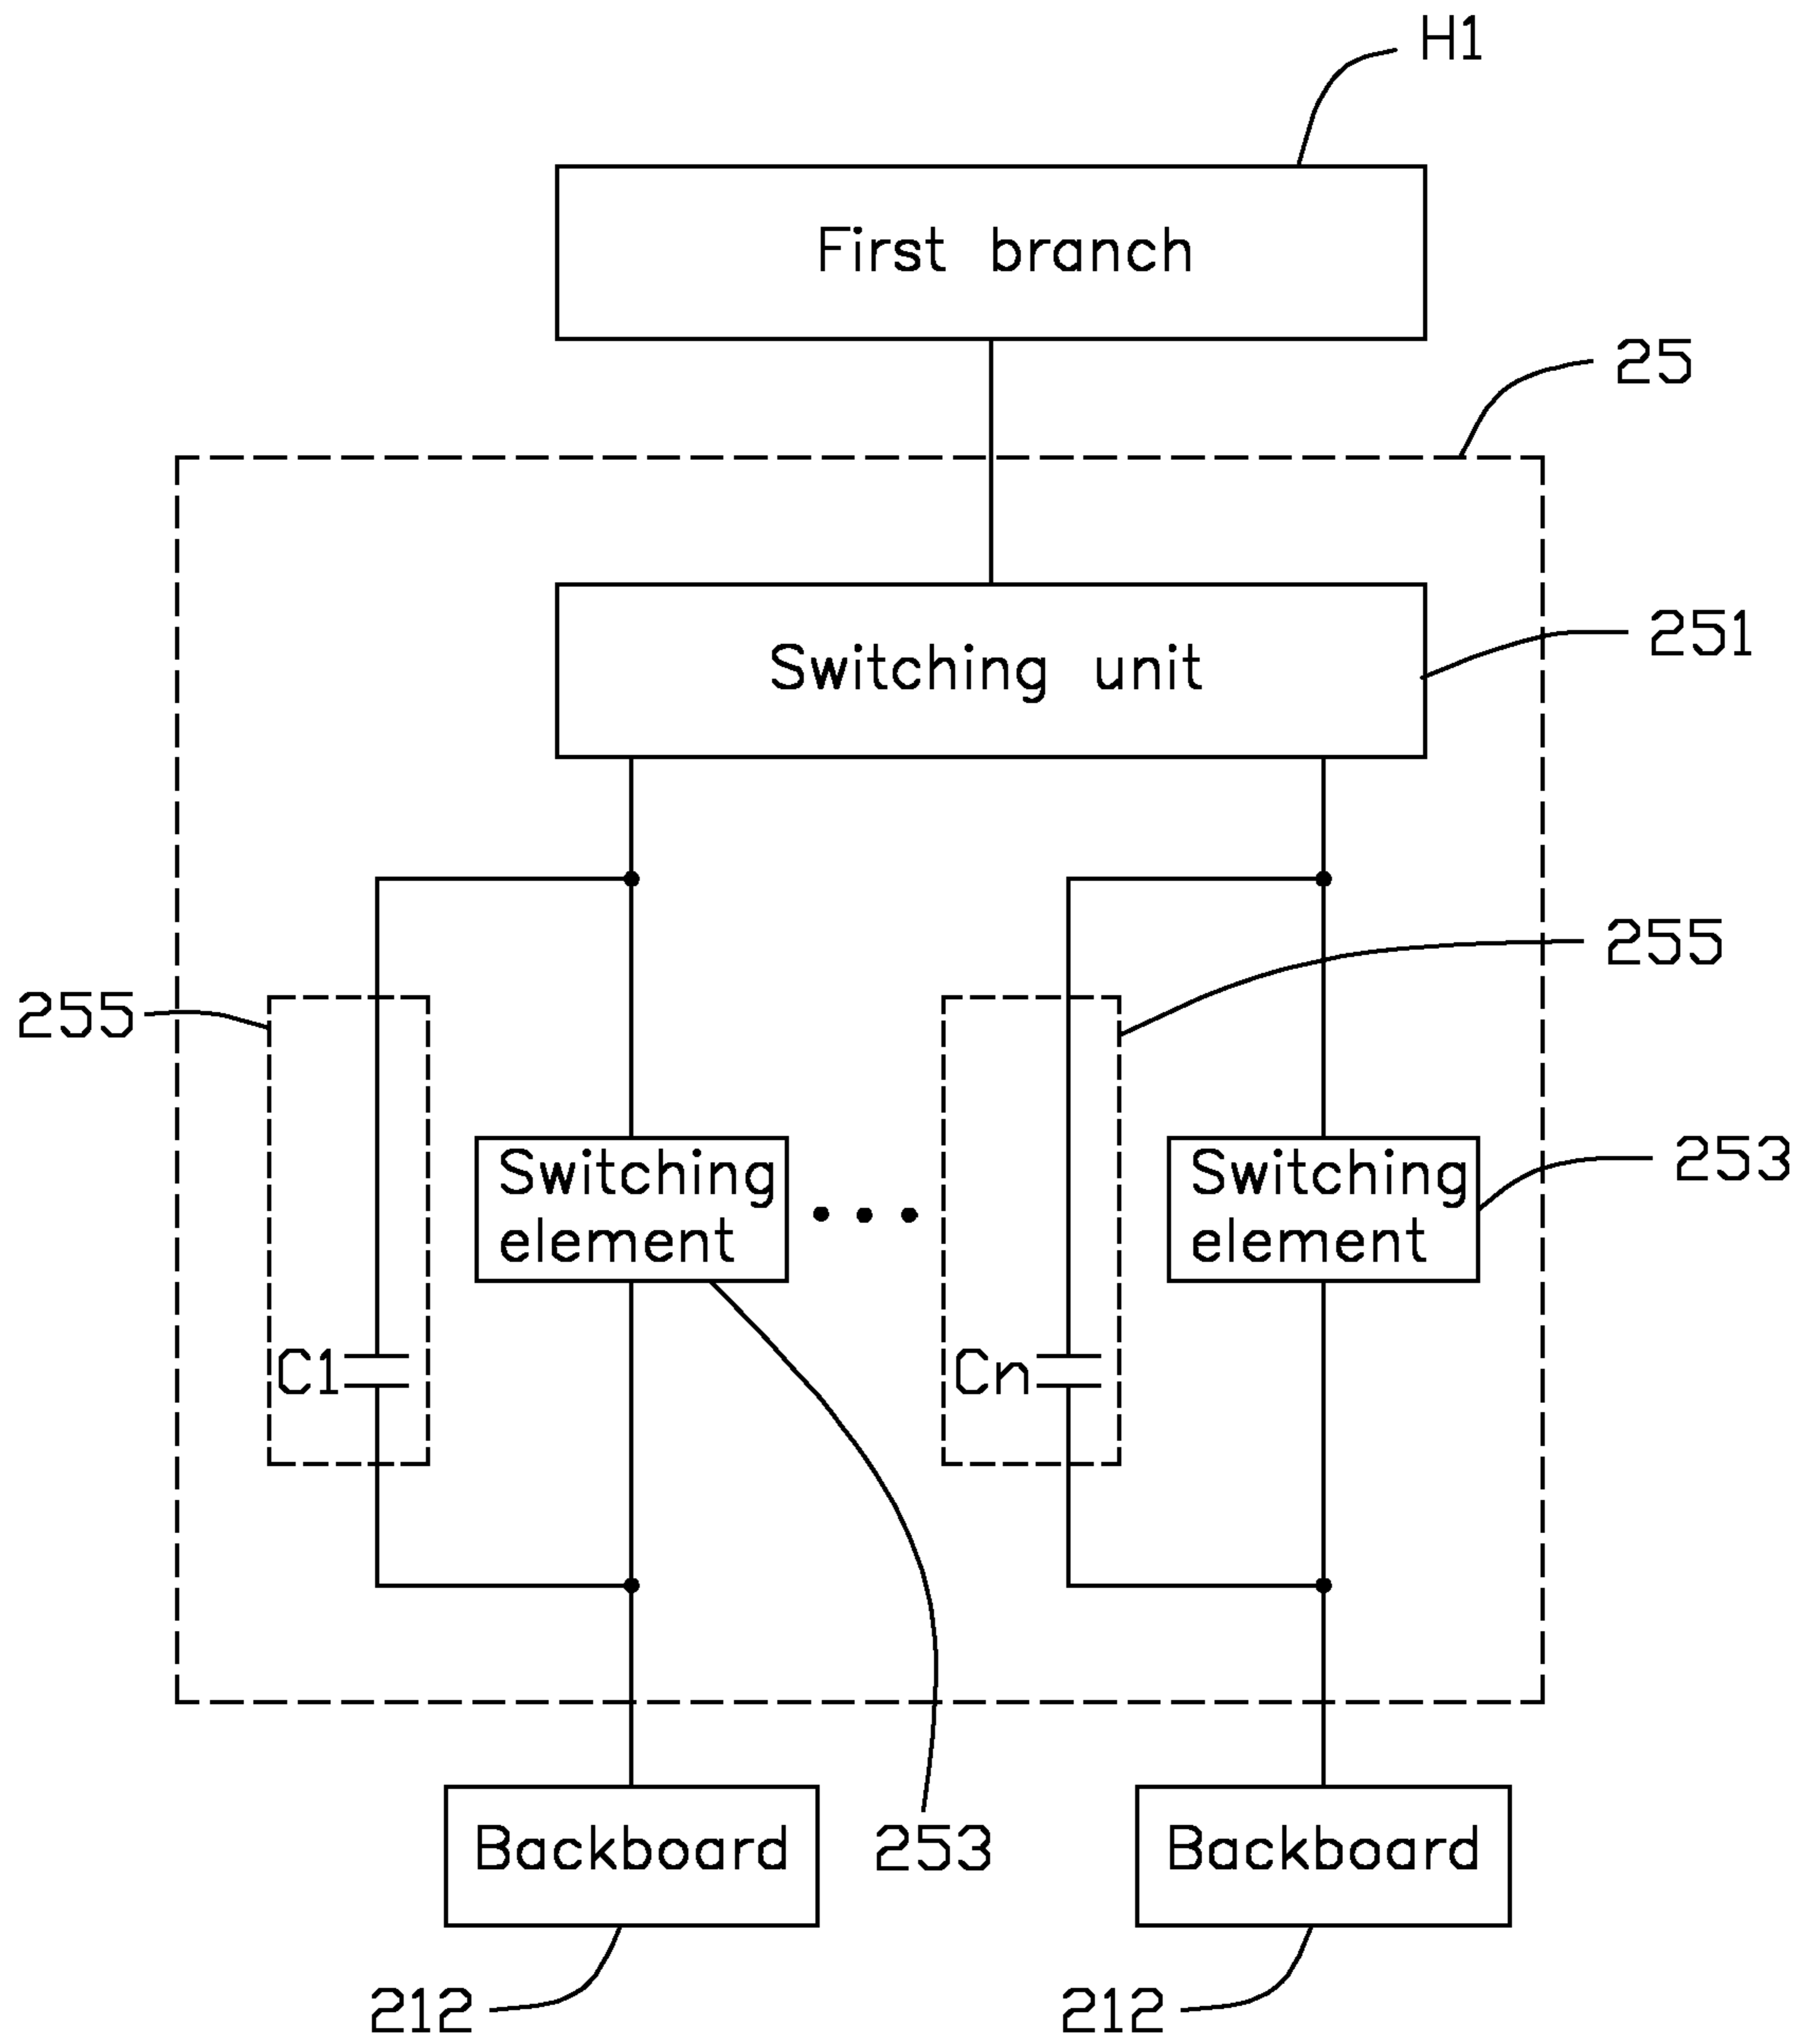 H1
First branch
25
Switching unit
251
255
255
Switching
element
Switching
element
253
C1
Cn
Backboard
253
Backboard
212
212